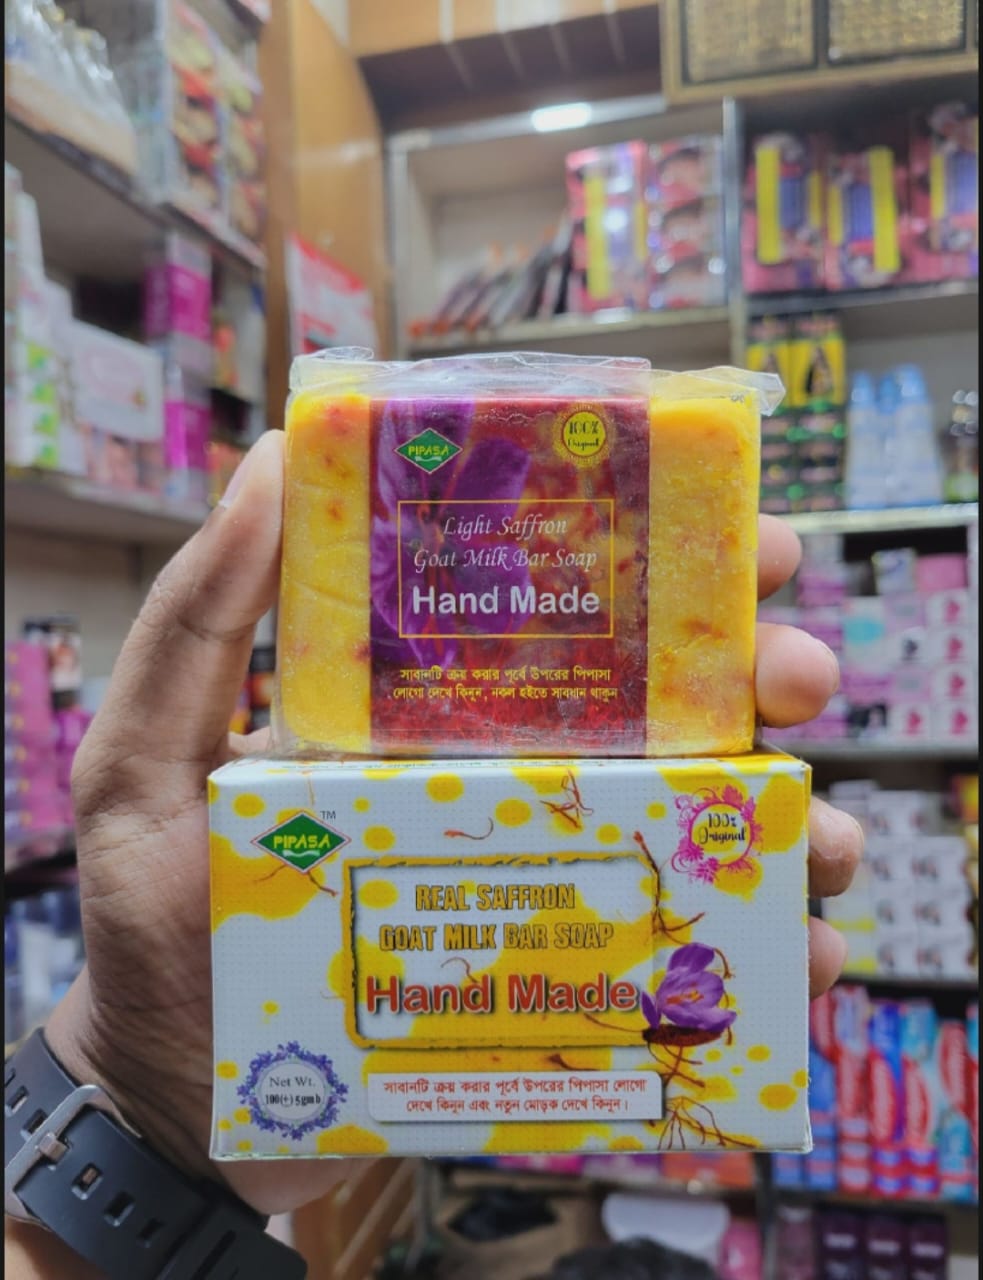 PIPASA
100%
Original
Light Saffron
Goat Milk Bar Soap
Hand Made
সাবানটি ক্রয় করার পূর্বে উপরের পিপাসা
লোগো দেখে কিনুন, নকল হইতে সাবধান থাকুন
PIPASA TM
100%
Original
REAL SAFFRON
GOAT MILK BAR SOAP
Hand Made
Net Wt.
100(+) 5gm b
সাবানটি ক্রয় করার পূর্বে উপরের পিপাসা লোগো
দেখে কিনুন এবং নতুন মোড়ক দেখে কিনুন।